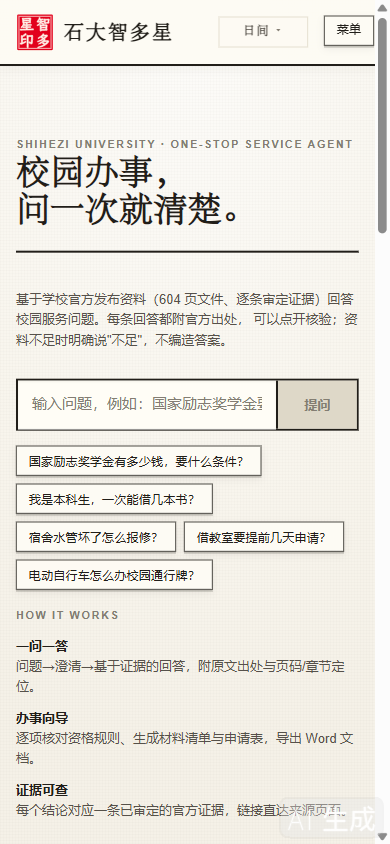 星智
印多
石大智多星
日间
菜单
SHIHEZI UNIVERSITY · ONE-STOP SERVICE AGENT
校园办事，
问一次就清楚。
基于学校官方发布资料（604 页文件、逐条审定证据）回答
校园服务问题。每条回答都附官方出处， 可以点开核验；资
料不足时明确说"不足"，不编造答案。
输入问题，例如：国家励志奖学金要
提问
国家励志奖学金有多少钱，要什么条件？
我是本科生，一次能借几本书？
宿舍水管坏了怎么报修？
借教室要提前几天申请？
电动自行车怎么办校园通行牌？
HOW IT WORKS
一问一答
问题→澄清→基于证据的回答，附原文出处与页码/章节定
位。
办事向导
逐项核对资格规则、生成材料清单与申请表，导出 Word 文
档。
证据可查
每个结论对应一条已审定的官方证据，链接直达来源页面。
AI 生成